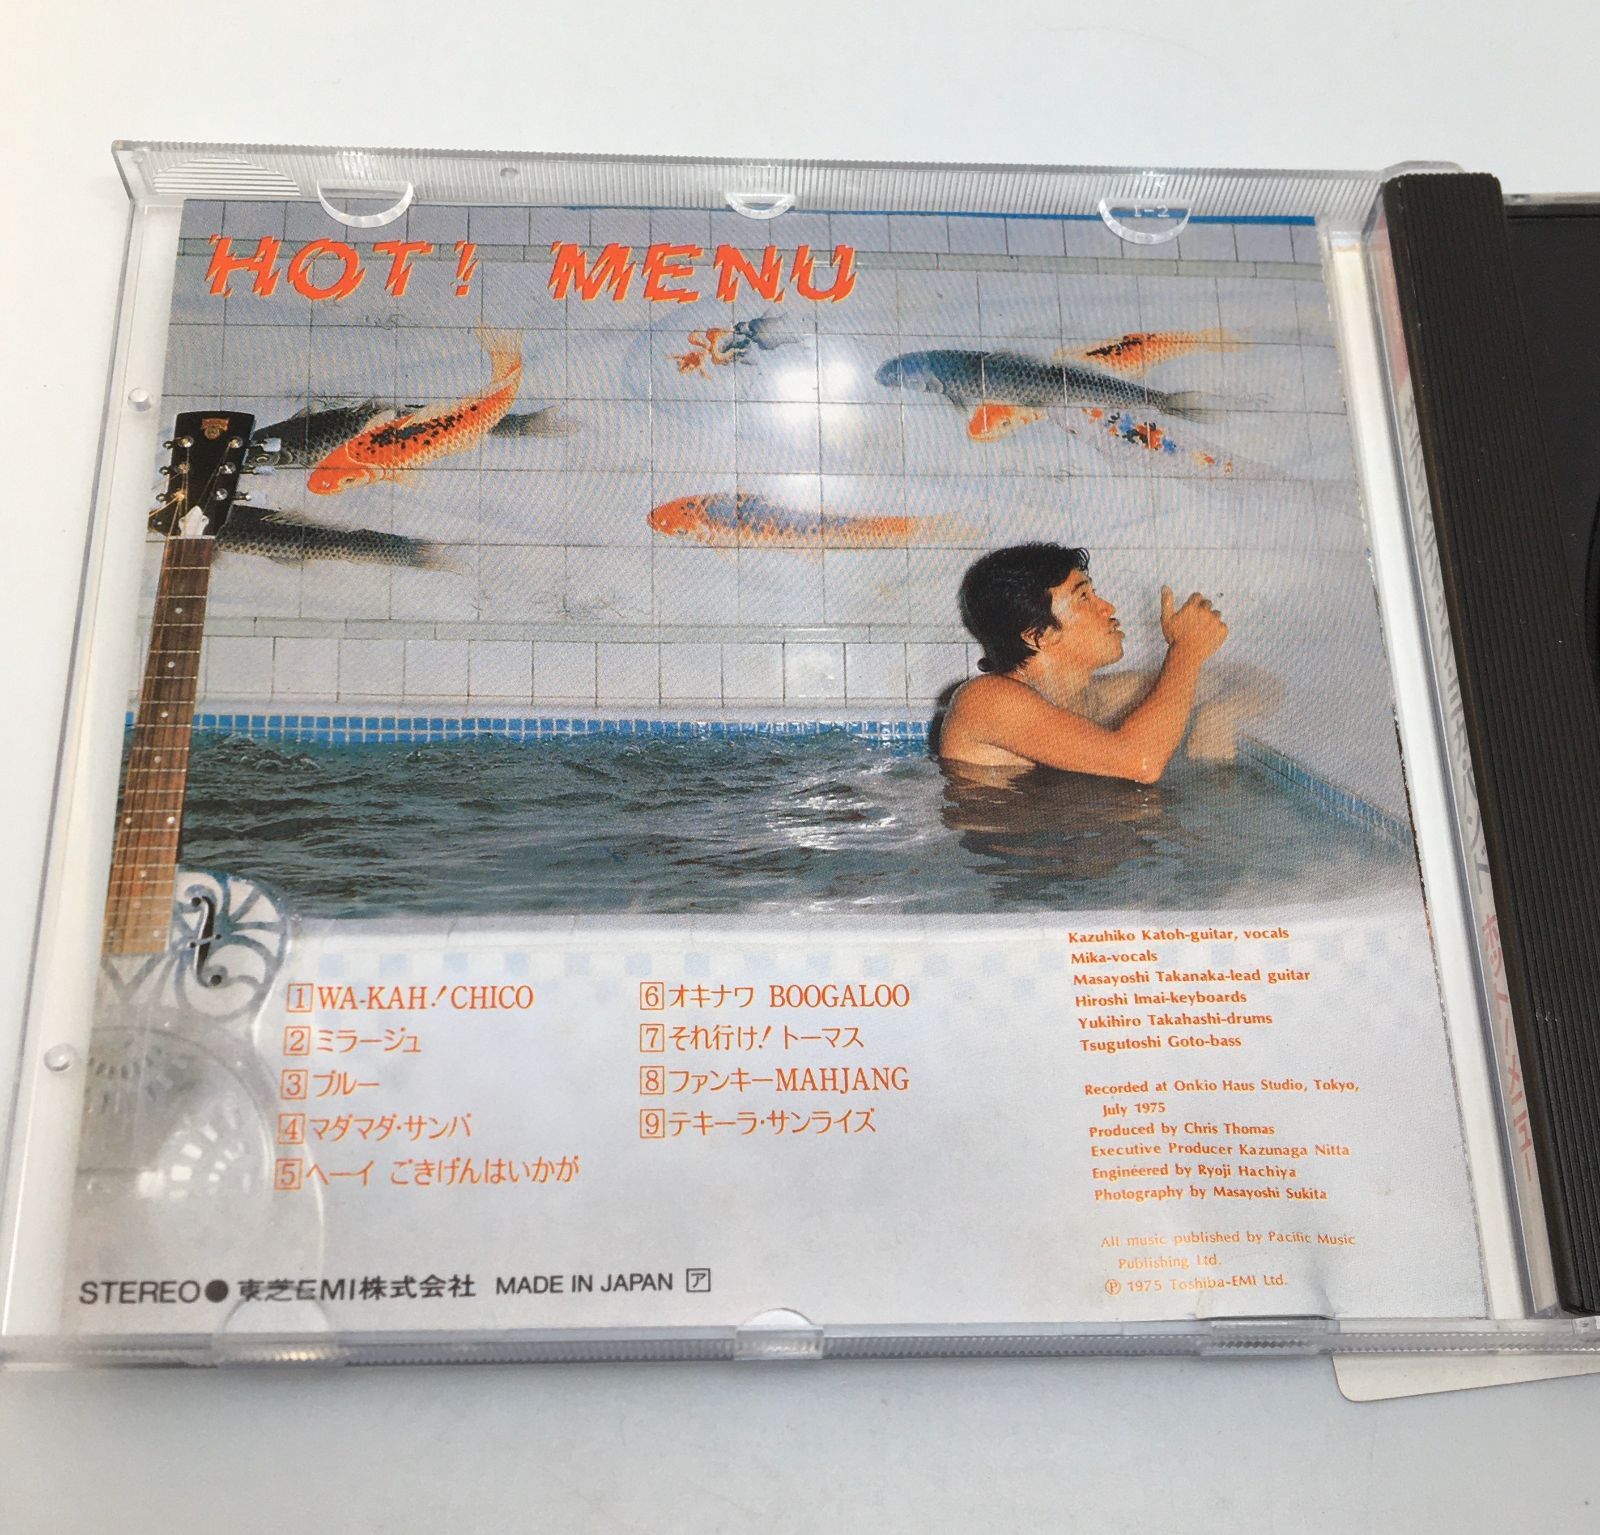 HOT! MENU
1 WA-KAH! CHICO
2 ミラージュ
3 ブルー
4 マダマダ・サンバ
5 ヘーイ ごきげんはいかが
6 オキナワ BOOGALOO
7 それ行け! トーマス
8 ファンキーMAHJANG
9 テキーラ・サンライズ
Kazuhiko Katoh-guitar, vocals
Mika-vocals
Masayoshi Takanaka-lead guitar
Hiroshi Imai-keyboards
Yukihiro Takahashi-drums
Tsugutoshi Goto-bass
Recorded at Onkio Haus Studio, Tokyo,
July 1975
Produced by Chris Thomas
Executive Producer Kazunaga Nitta
Engineered by Ryoji Hachiya
Photography by Masayoshi Sukita
All music published by Pacific Music
Publishing Ltd.
Ⓟ 1975 Toshiba-EMI Ltd.
STEREO● 東芝EMI株式会社 MADE IN JAPAN ア
1-2